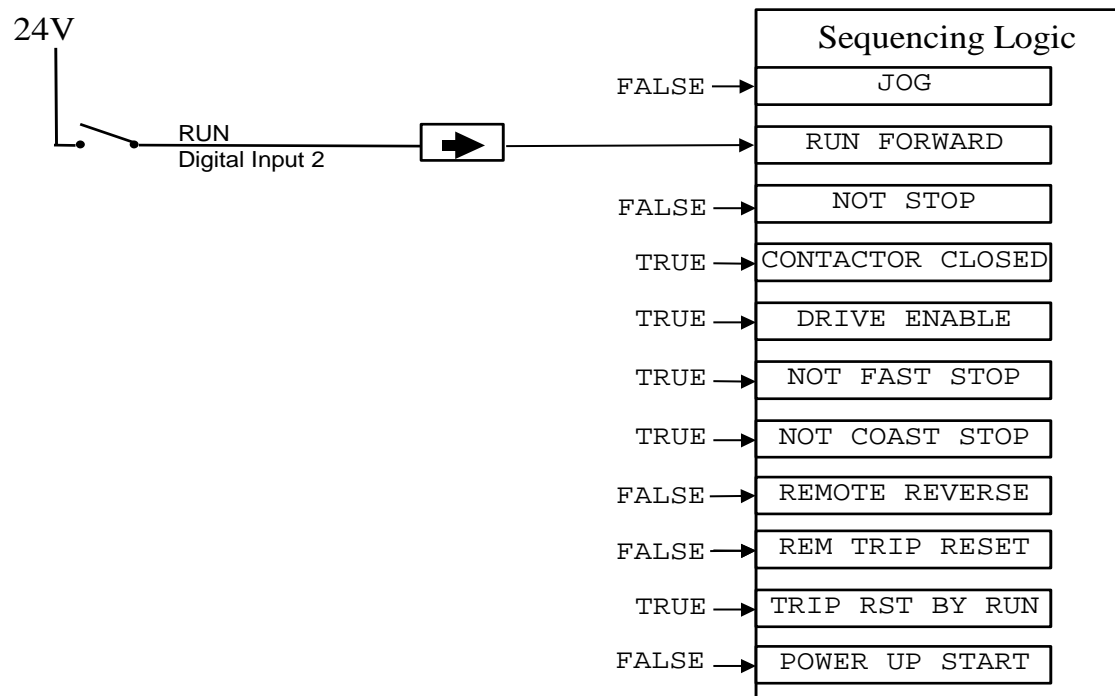 24V
Sequencing Logic
FALSE JOG
RUN
Digital Input 2
RUN FORWARD
FALSE NOT STOP
TRUE CONTACTOR CLOSED
TRUE DRIVE ENABLE
TRUE NOT FAST STOP
TRUE NOT COAST STOP
FALSE REMOTE REVERSE
FALSE REM TRIP RESET
TRUE TRIP RST BY RUN
FALSE POWER UP START